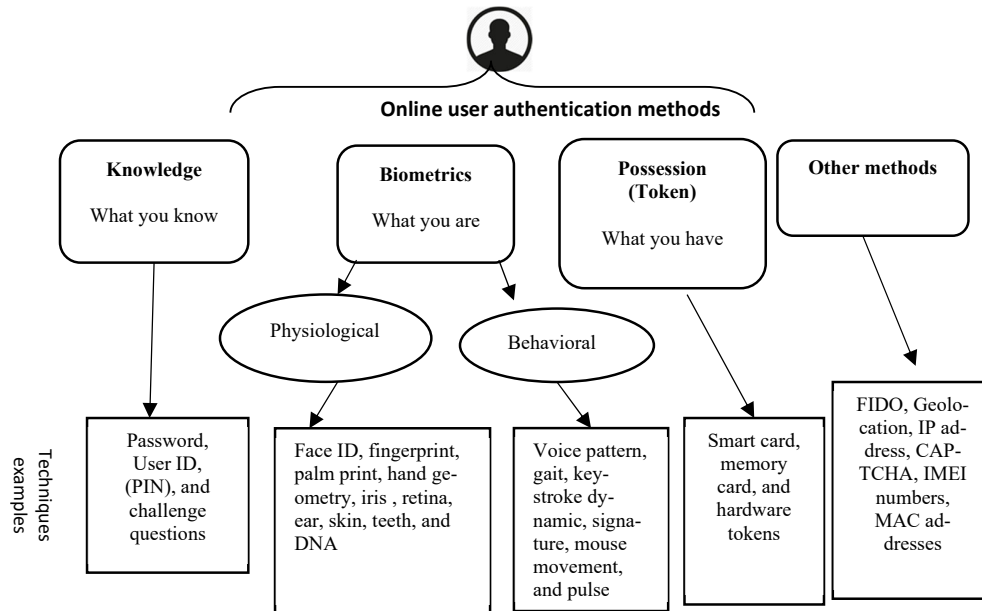 Online user authentication methods
Knowledge
What you know
Biometrics
What you are
Possession
(Token)
What you have
Other methods
Physiological
Behavioral
Techniques
examples
Password,
User ID,
(PIN), and
challenge
questions
Face ID, fingerprint,
palm print, hand ge-
ometry, iris , retina,
ear, skin, teeth, and
DNA
Voice pattern,
gait, key-
stroke dy-
namic, signa-
ture, mouse
movement,
and pulse
Smart card,
memory
card, and
hardware
tokens
FIDO, Geolo-
cation, IP ad-
dress, CAP-
TCHA, IMEI
numbers,
MAC ad-
dresses